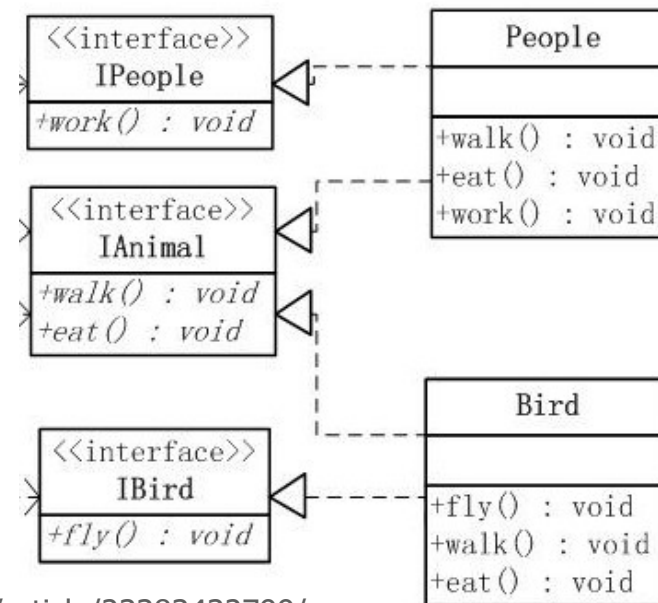 <<interface>>
IPeople
+work() : void
People
+walk() : void
+eat() : void
+work() : void
<<interface>>
IAnimal
+walk() : void
+eat() : void
<<interface>>
IBird
+fly() : void
Bird
+fly() : void
+walk() : void
+eat() : void